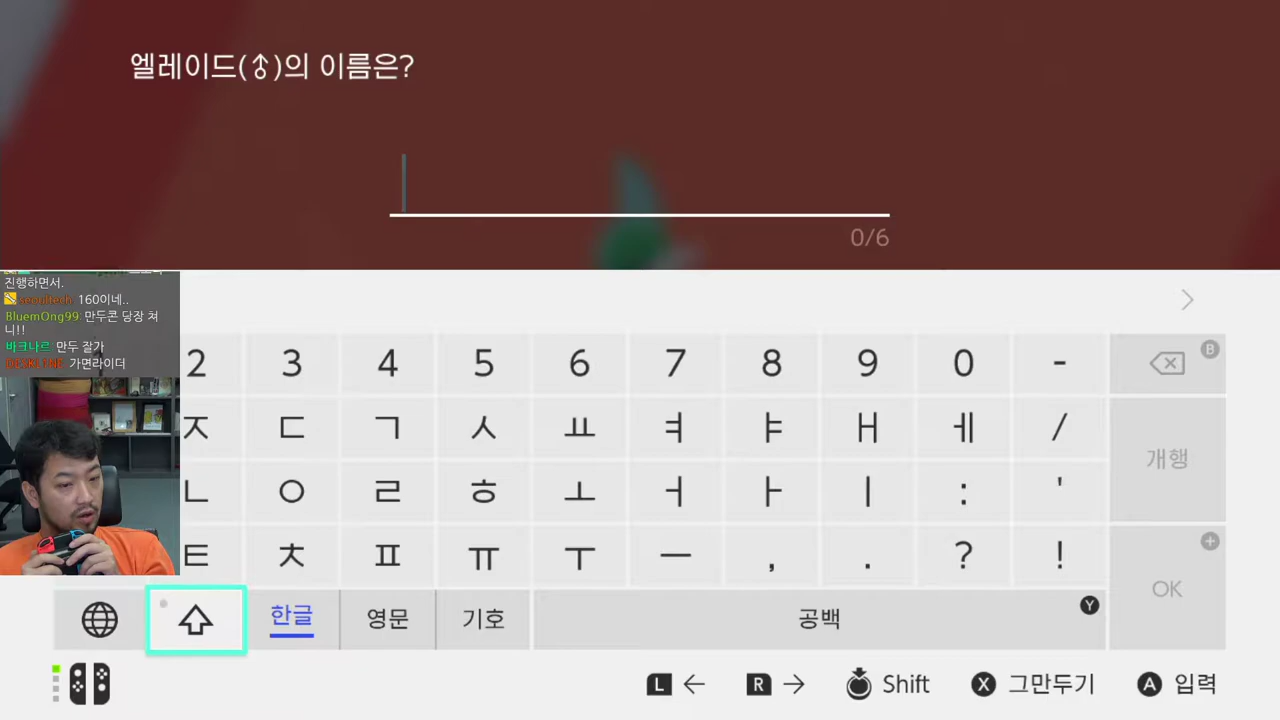 엘레이드(♂)의 이름은?
0/6
진행하면서.
seoultech: 160이네..
BluemOng99: 만두콘 당장 쳐
니!!
바크나르: 만두 잘가
가면라이더
2 3 4 5 6 7 8 9 0 -
ㅈ ㄷ ㄱ ㅅ ㅛ ㅕ ㅑ ㅐ ㅔ /
개행
ㄴ ㅇ ㄹ ㅎ ㅗ ㅓ ㅏ ㅣ : '
ㅌ ㅊ ㅍ ㅠ ㅜ ㅡ , . ? !
OK
한글 영문 기호 공백 Y
L ← R → Shift X 그만두기 A 입력